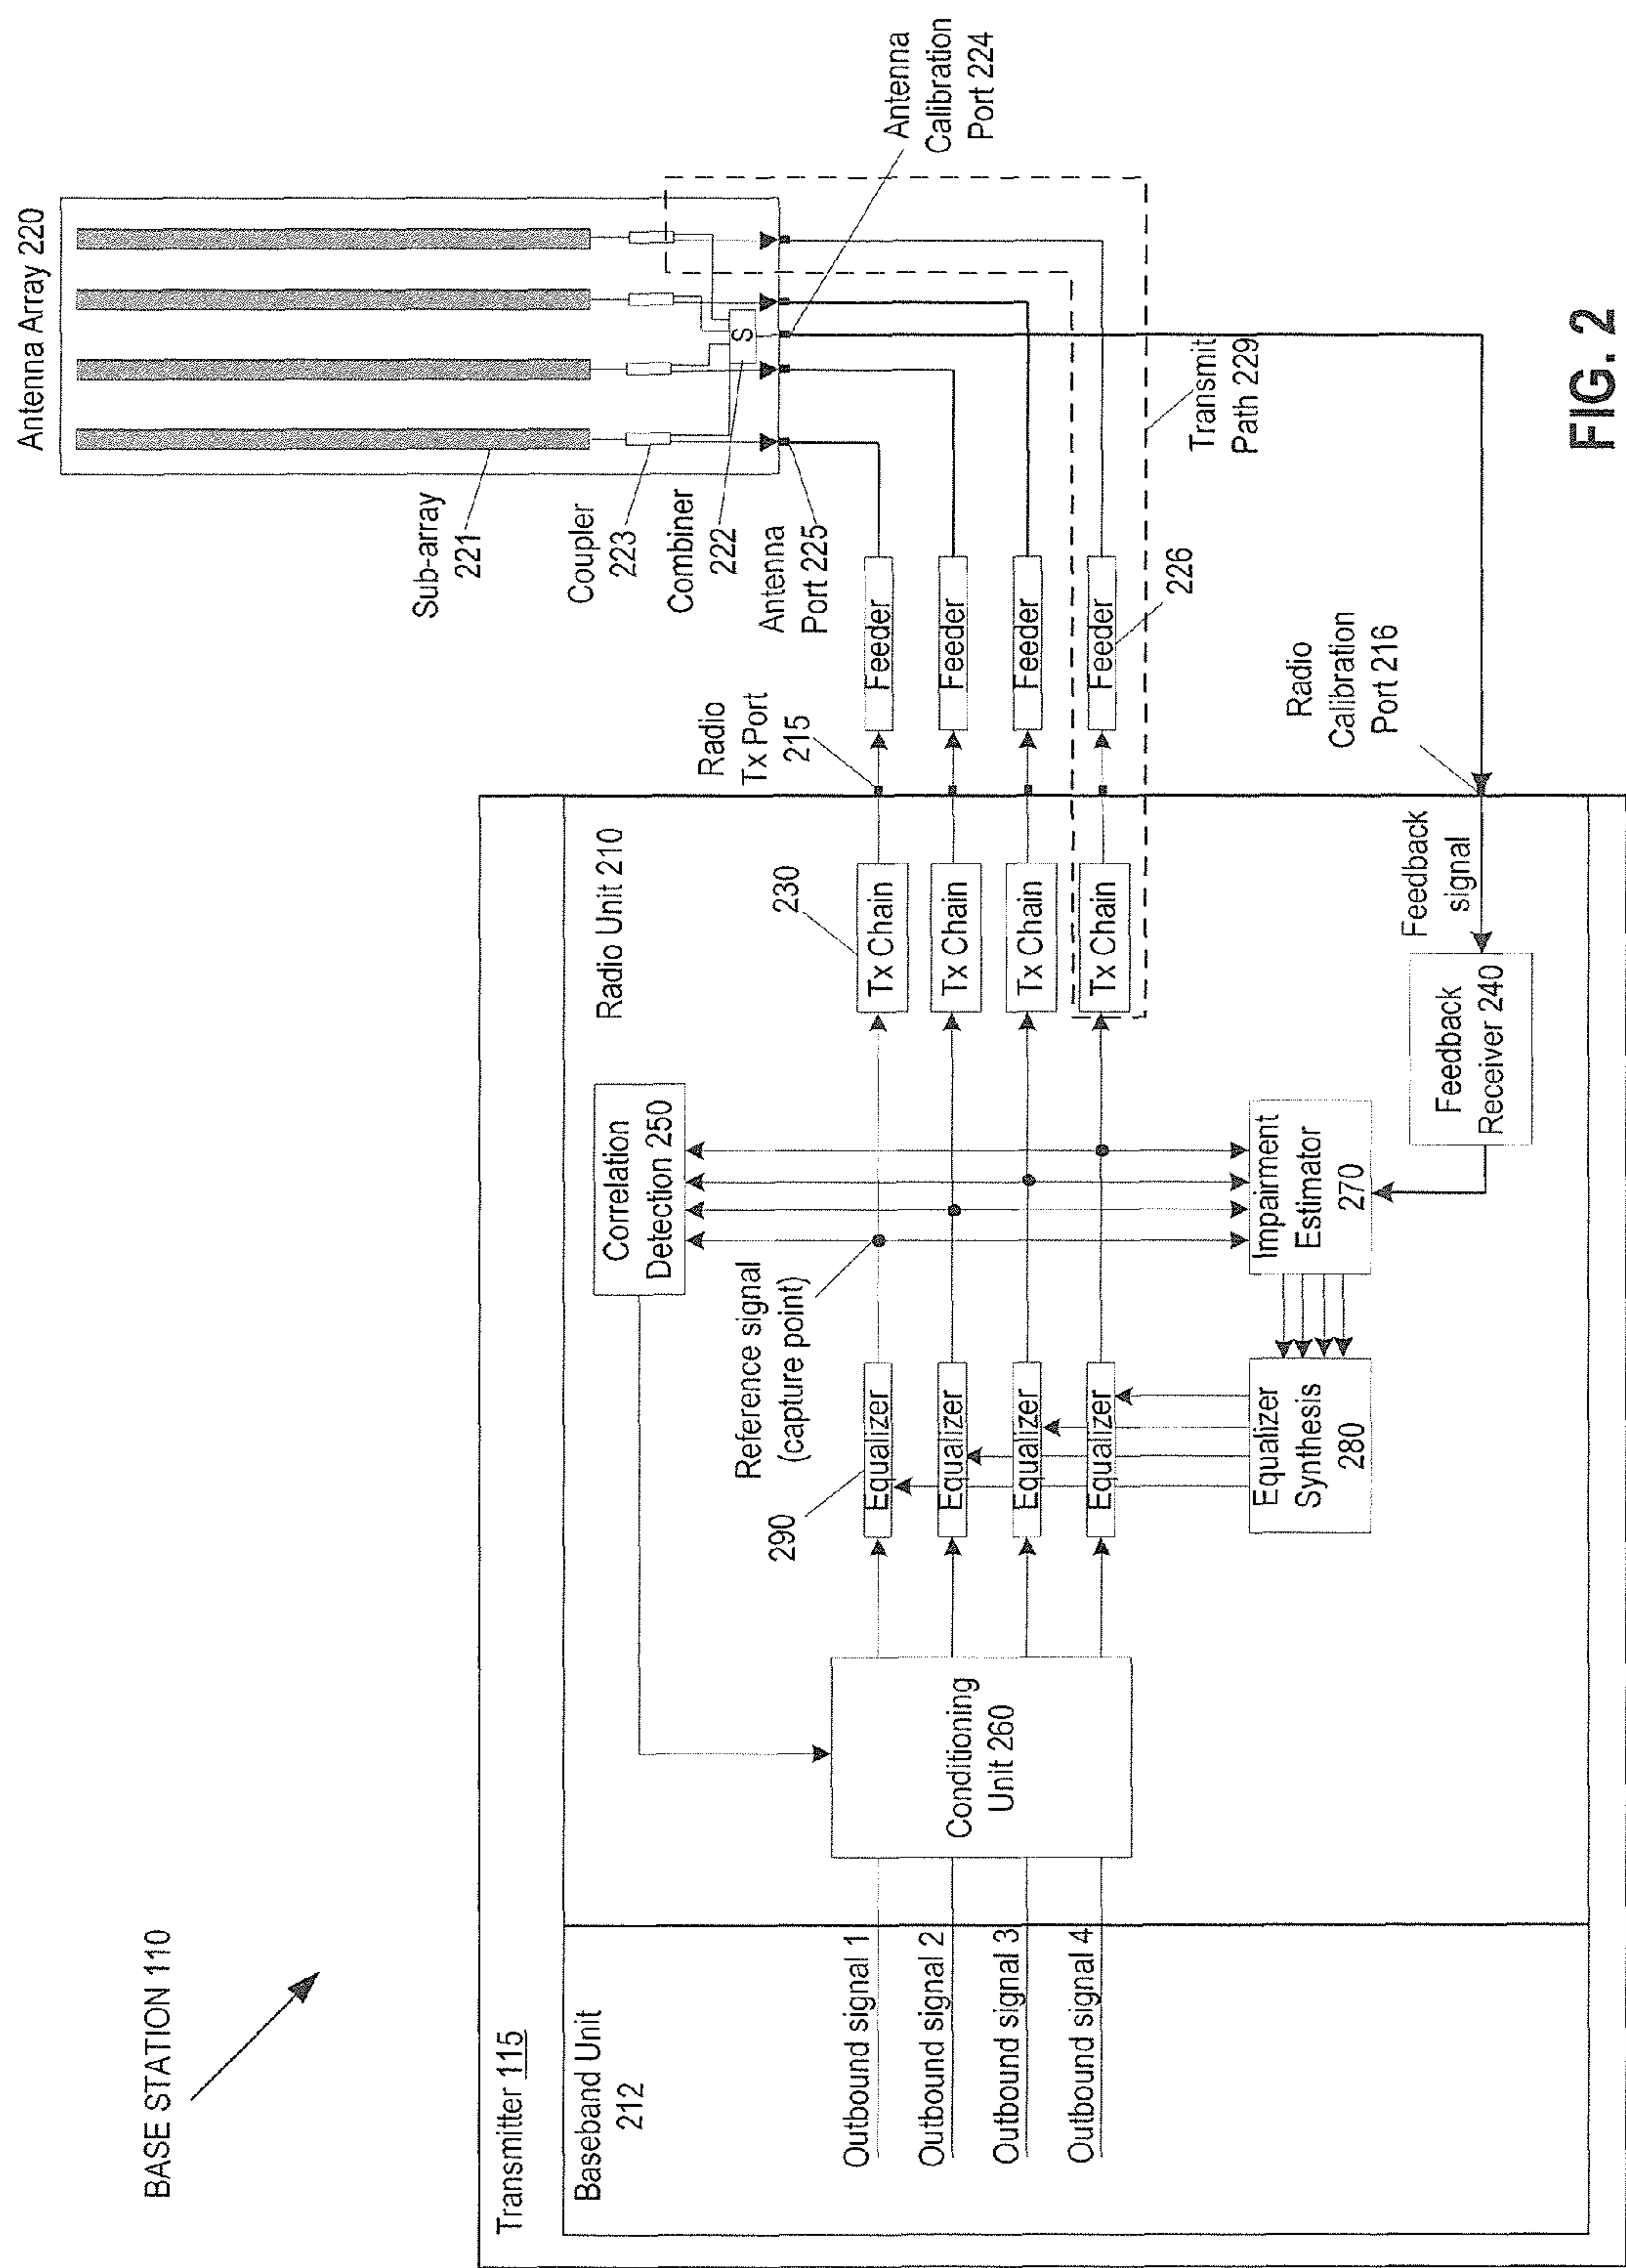 BASE STATION 110
Antenna Array 220
Sub-array
221
Coupler
223
Combiner
222
S
Antenna
Port 225
Antenna
Calibration
Port 224
Transmitter 115
Baseband Unit
212
Outbound signal 1
Outbound signal 2
Outbound signal 3
Outbound signal 4
Radio Unit 210
Conditioning
Unit 260
Correlation
Detection 250
Reference signal
(capture point)
290
Equalizer
Equalizer
Equalizer
Equalizer
Equalizer
Synthesis
280
Impairment
Estimator
270
230
Tx Chain
Tx Chain
Tx Chain
Tx Chain
Feedback
Receiver 240
Feedback
signal
Radio
Tx Port
215
Feeder
Feeder
Feeder
Feeder
226
Transmit
Path 229
Radio
Calibration
Port 216
FIG. 2